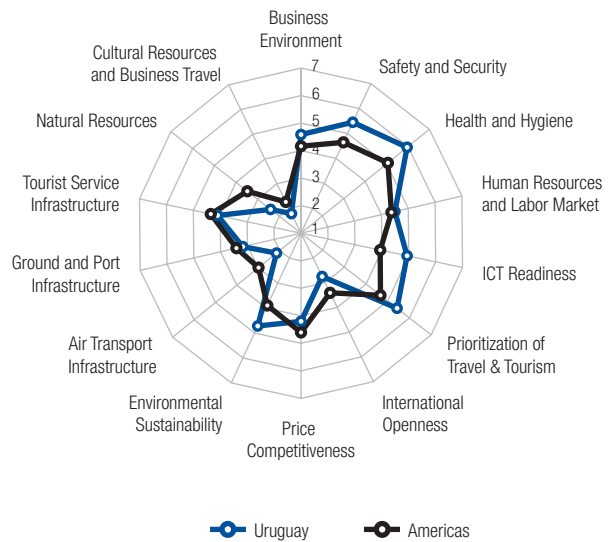 Business
Environment
7
6
5
4
3
2
1
Safety and Security
Health and Hygiene
Human Resources
and Labor Market
ICT Readiness
Prioritization of
Travel & Tourism
International
Openness
Price
Competitiveness
Environmental
Sustainability
Air Transport
Infrastructure
Ground and Port
Infrastructure
Tourist Service
Infrastructure
Natural Resources
Cultural Resources
and Business Travel
Uruguay
Americas